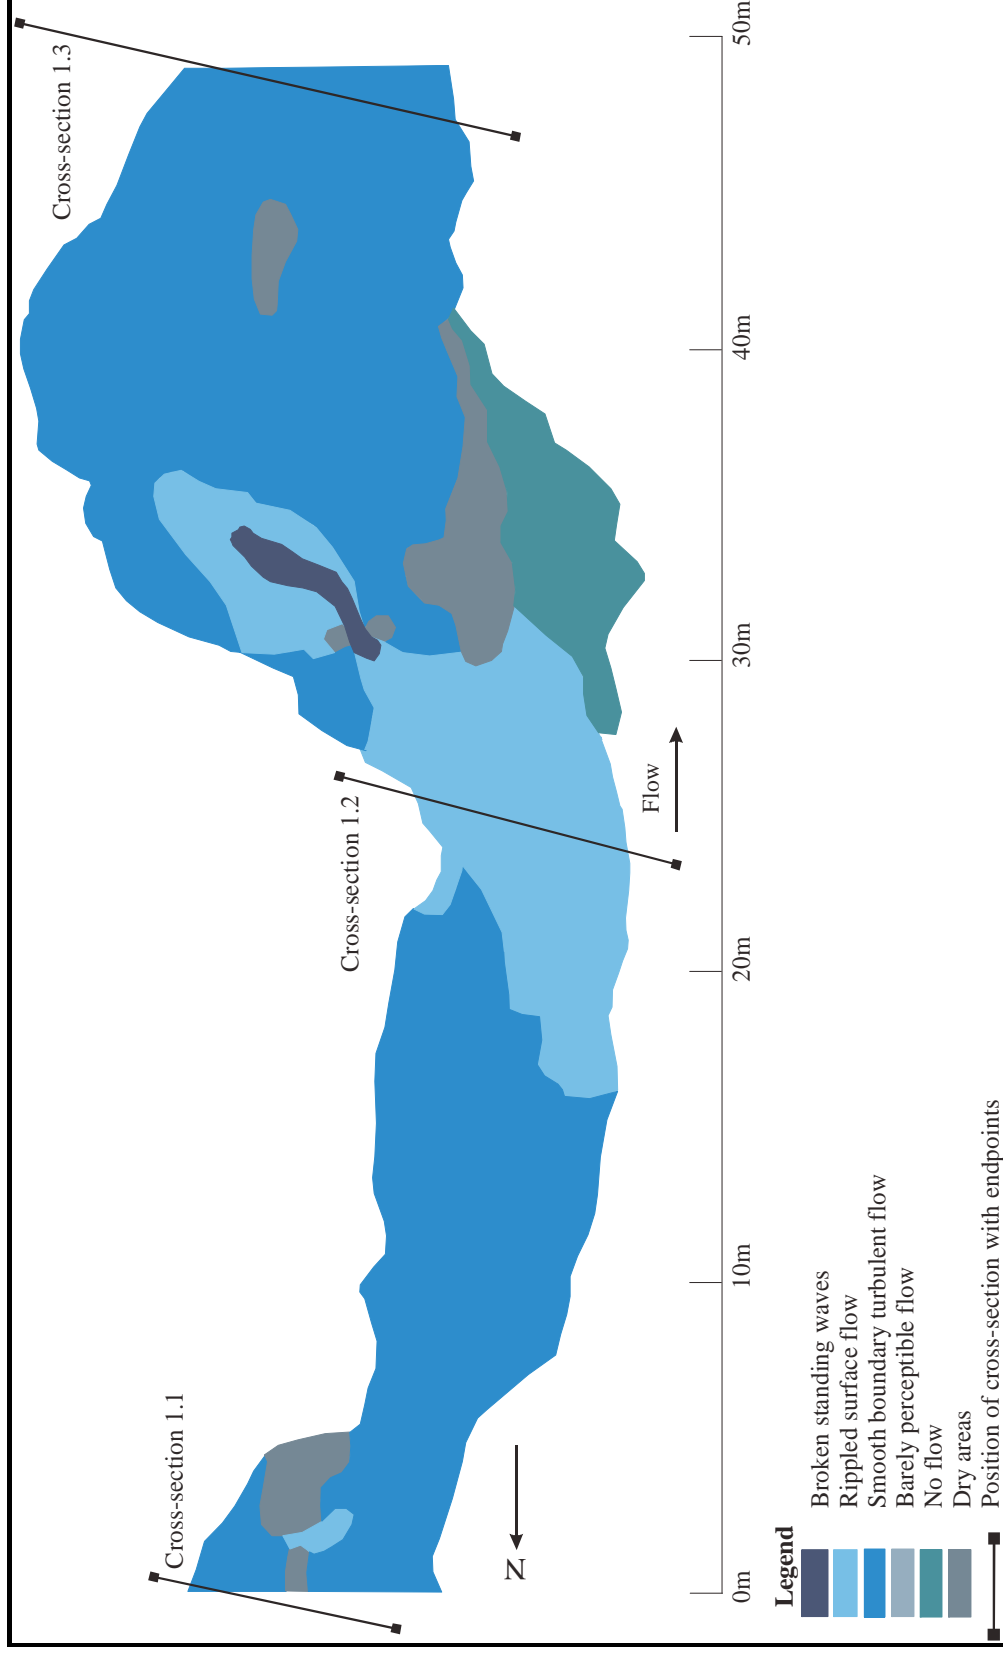 Cross-section 1.1
Cross-section 1.2
Cross-section 1.3
N
Flow
0m
10m
20m
30m
40m
50m
Legend
Broken standing waves
Rippled surface flow
Smooth boundary turbulent flow
Barely perceptible flow
No flow
Dry areas
Position of cross-section with endpoints